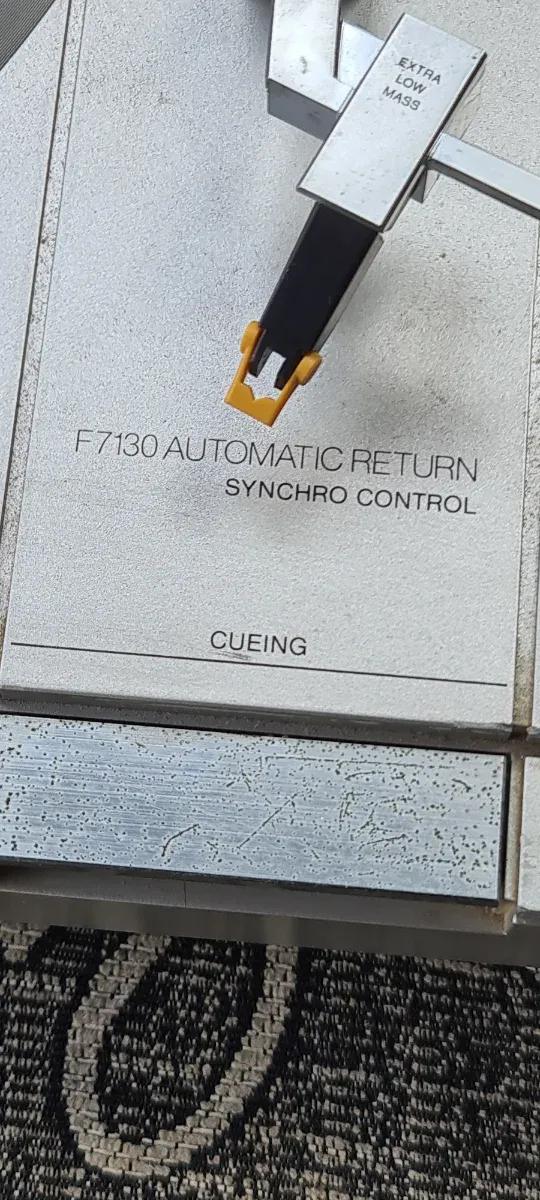 EXTRA
LOW
MASS
F7130 AUTOMATIC RETURN
SYNCHRO CONTROL
CUEING